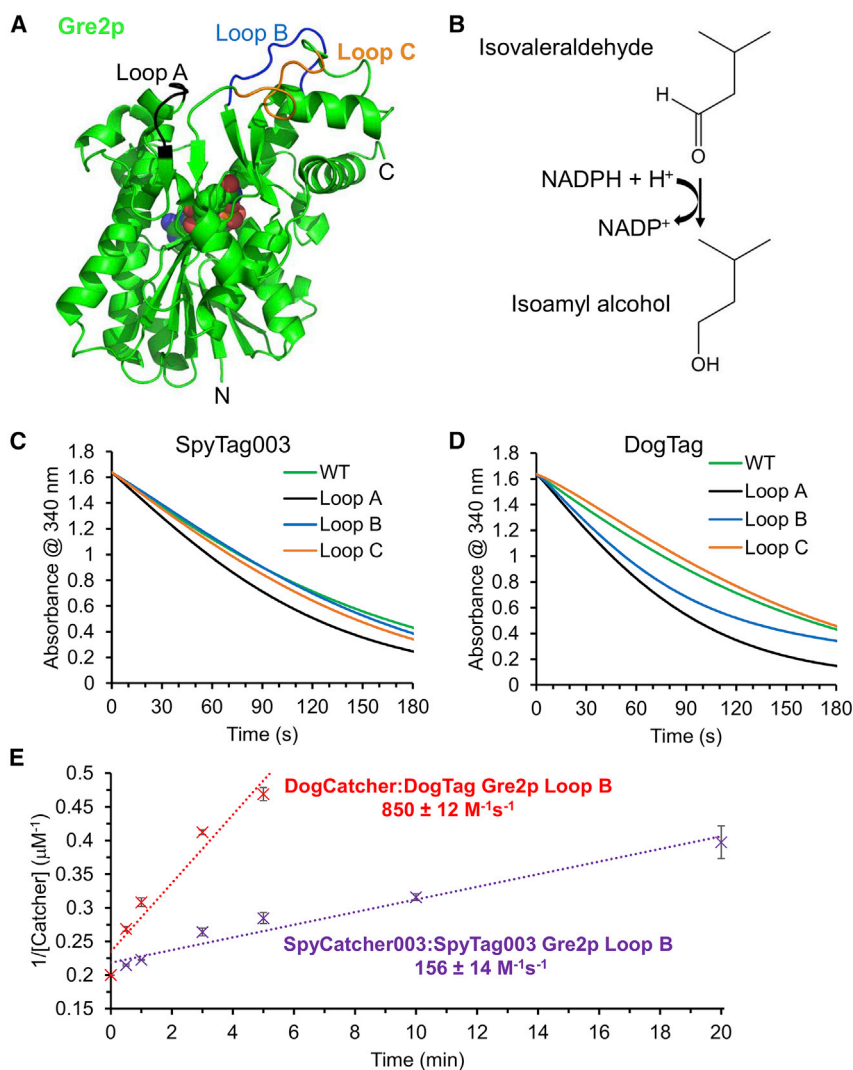 A
Gre2p
Loop B
Loop C
Loop A
C
N
B
Isovaleraldehyde
H
O
NADPH + H⁺
NADP⁺
Isoamyl alcohol
OH
C
SpyTag003
1.8
1.6
1.4
1.2
1
0.8
0.6
0.4
0.2
0
Absorbance @ 340 nm
WT
Loop A
Loop B
Loop C
0 30 60 90 120 150 180
Time (s)
D
DogTag
1.8
1.6
1.4
1.2
1
0.8
0.6
0.4
0.2
0
Absorbance @ 340 nm
WT
Loop A
Loop B
Loop C
0 30 60 90 120 150 180
Time (s)
E
0.5
0.45
0.4
0.35
0.3
0.25
0.2
0.15
1/[Catcher] (μM⁻¹)
DogCatcher:DogTag Gre2p Loop B
850 ± 12 M⁻¹s⁻¹
SpyCatcher003:SpyTag003 Gre2p Loop B
156 ± 14 M⁻¹s⁻¹
0 2 4 6 8 10 12 14 16 18 20
Time (min)